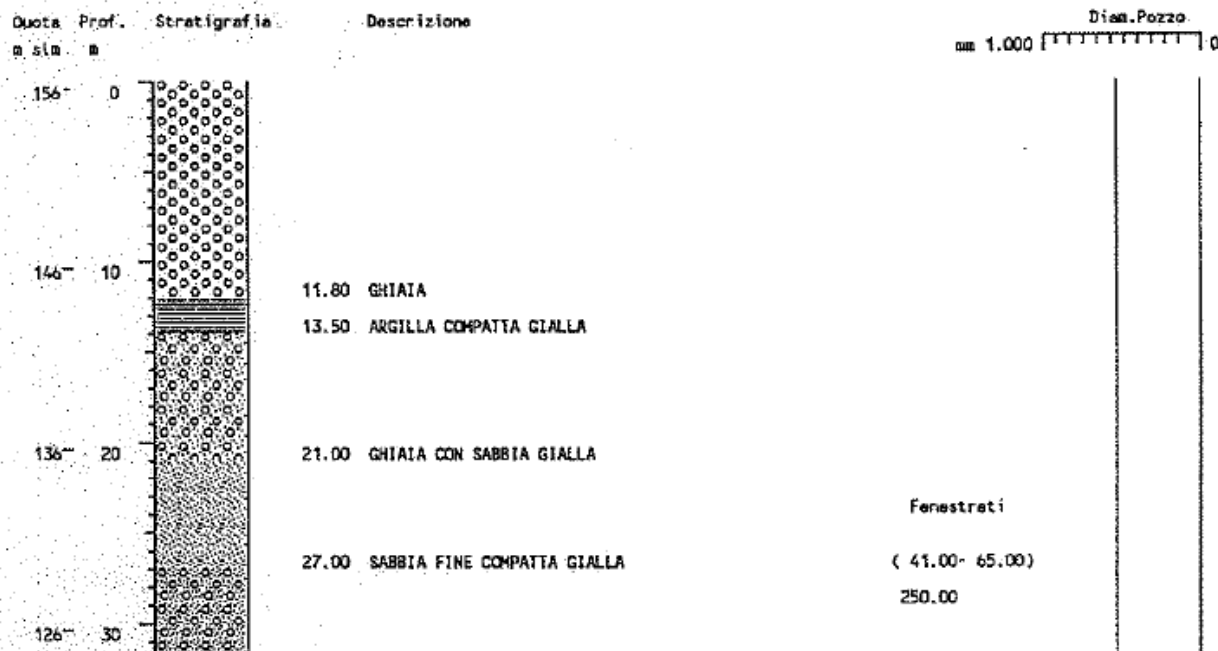 Quota Prof. Stratigrafia Descrizione Diam.Pozzo
m slm m mm 1.000 0
156 0
146 10
11.80 GHIAIA
13.50 ARGILLA COMPATTA GIALLA
136 20 21.00 GHIAIA CON SABBIA GIALLA
Fenestrati
27.00 SABBIA FINE COMPATTA GIALLA ( 41.00- 65.00)
250.00
126 30